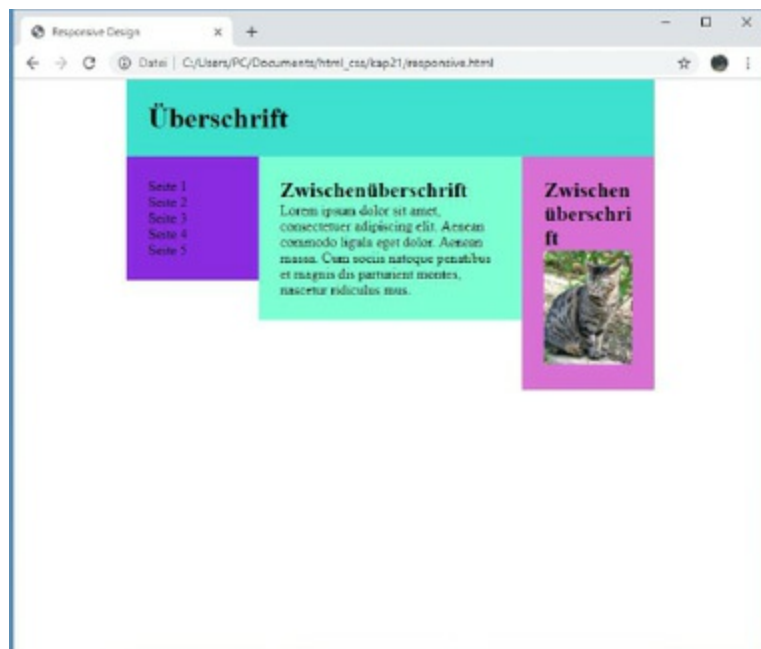 Responsive Design
Datei | C:/Users/PC/Documents/html_css/kap21/responsive.html
Überschrift
Seite 1
Seite 2
Seite 3
Seite 4
Seite 5
Zwischenüberschrift
Lorem ipsum dolor sit amet,
consectetuer adipiscing elit. Aenean
commodo ligula eget dolor. Aenean
massa. Cum sociis natoque penatibus
et magnis dis parturient montes,
nascetur ridiculus mus.
Zwischen
überschri
ft